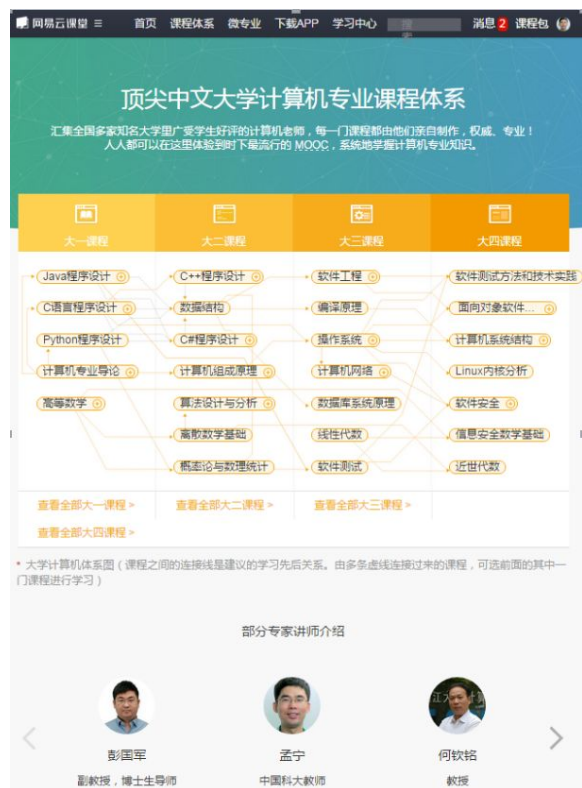 网易云课堂 首页 课程体系 微专业 下载APP 学习中心 搜索 消息 2 课程包
顶尖中文大学计算机专业课程体系
汇集全国多家知名大学里广受学生好评的计算机老师，每一门课程都由他们亲自制作，权威、专业！
人人都可以在这里体验到时下最流行的 MOOC，系统地学握计算机专业知识。
大一课程 大二课程 大三课程 大四课程
Java程序设计 C++程序设计 软件工程 软件测试方法和技术实践
C语言程序设计 数据结构 编译原理 面向对象软件...
Python程序设计 C#程序设计 操作系统 计算机系统结构
计算机专业导论 计算机组成原理 计算机网络 Linux内核分析
高等数学 算法设计与分析 数据库系统原理 软件安全
离散数学基础 线性代数 信息安全数学基础
概率论与数理统计 软件测试 近世代数
查看全部大一课程 > 查看全部大二课程 > 查看全部大三课程 >
查看全部大四课程 >
* 大学计算机体系图（课程之间的连接线是建议的学习先后关系。由多条虚线连接过来的课程，可选前面的其中一
门课程进行学习）
部分专家讲师介绍
彭国军 孟宁 何钦铭
副教授，博士生导师 中国科大教师 教授